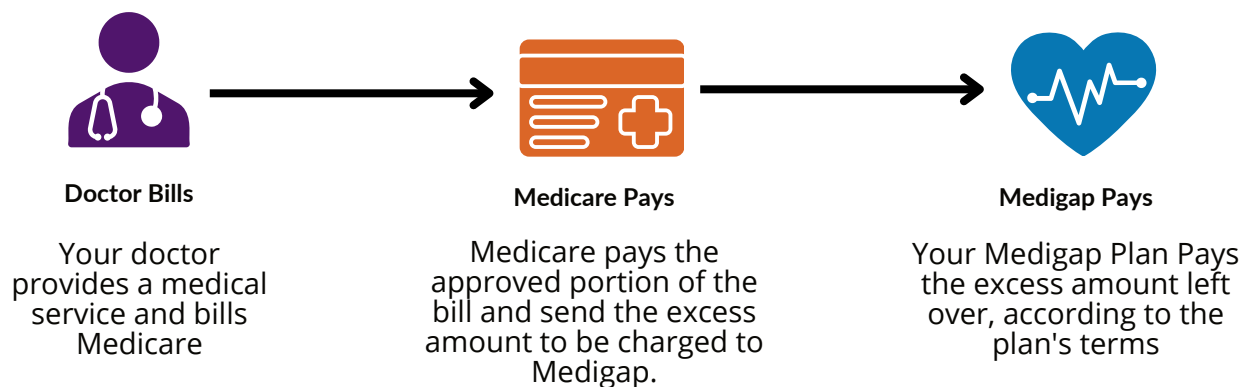 Doctor Bills
Your doctor
provides a medical
service and bills
Medicare
Medicare Pays
Medicare pays the
approved portion of the
bill and send the excess
amount to be charged to
Medigap.
Medigap Pays
Your Medigap Plan Pays
the excess amount left
over, according to the
plan's terms